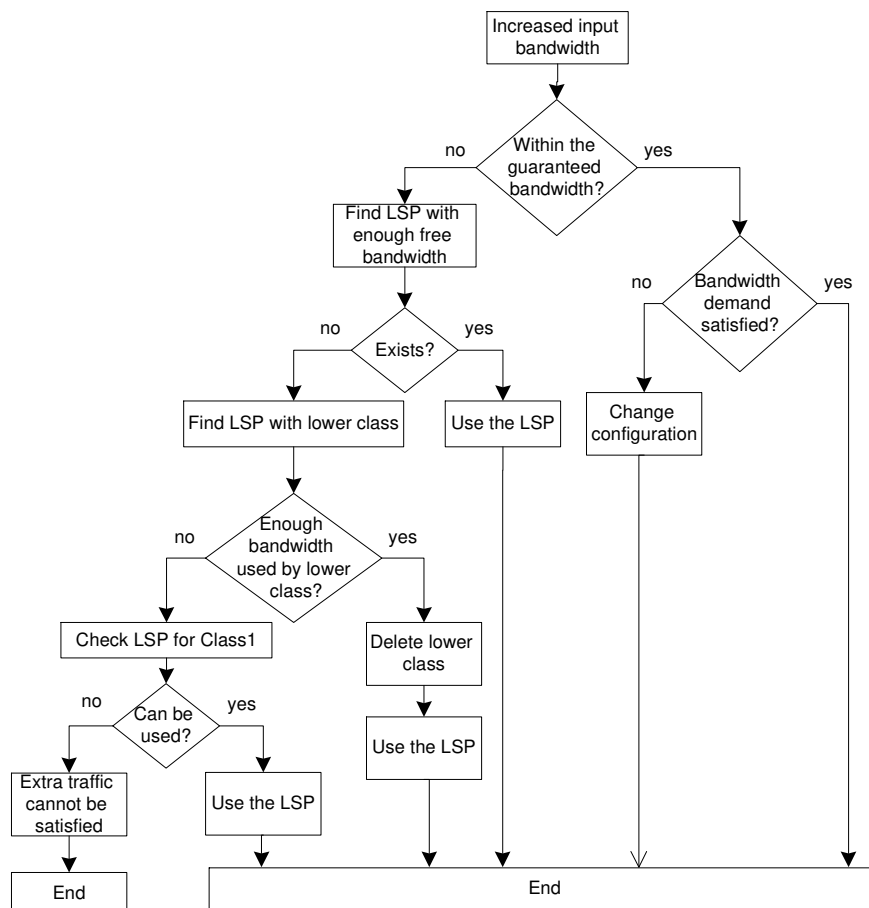 Increased input
bandwidth
no
Within the
guaranteed
bandwidth?
yes
Find LSP with
enough free
bandwidth
no
Bandwidth
demand
satisfied?
yes
no
Exists?
yes
Find LSP with lower class
Use the LSP
Change
configuration
no
Enough
bandwidth
used by lower
class?
yes
Check LSP for Class1
Delete lower
class
no
Can be
used?
yes
Use the LSP
Extra traffic
cannot be
satisfied
Use the LSP
End
End